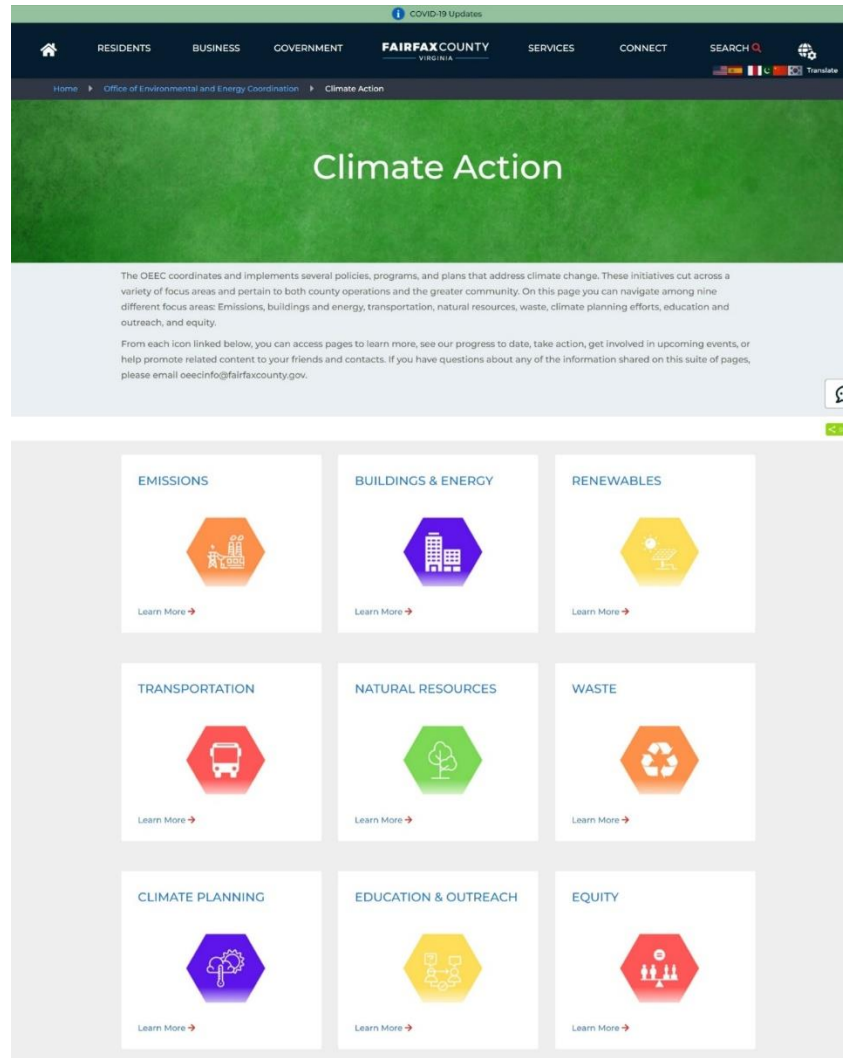 COVID-19 Updates
RESIDENTS BUSINESS GOVERNMENT FAIRFAXCOUNTY SERVICES CONNECT SEARCH
VIRGINIA
Translate
Home Office of Environmental and Energy Coordination Climate Action
Climate Action
The OEEC coordinates and implements several policies, programs, and plans that address climate change. These initiatives cut across a
variety of focus areas and pertain to both county operations and the greater community. On this page you can navigate among nine
different focus areas: Emissions, buildings and energy, transportation, natural resources, waste, climate planning efforts, education and
outreach, and equity.
From each icon linked below, you can access pages to learn more, see our progress to date, take action, get involved in upcoming events, or
help promote related content to your friends and contacts. If you have questions about any of the information shared on this suite of pages,
please email oeecinfo@fairfaxcounty.gov.
EMISSIONS BUILDINGS & ENERGY RENEWABLES
Learn More Learn More Learn More
TRANSPORTATION NATURAL RESOURCES WASTE
Learn More Learn More Learn More
CLIMATE PLANNING EDUCATION & OUTREACH EQUITY
Learn More Learn More Learn More